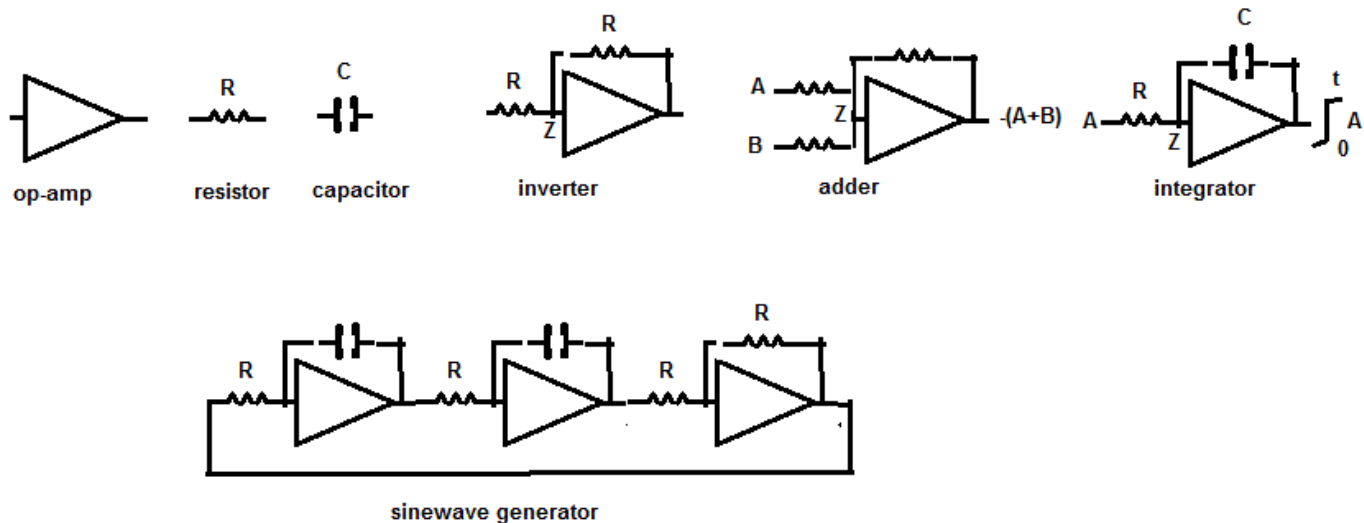 R
C
R
R
Z
A
B
Z
-(A+B)
C
R
A
Z
t
A
0
op-amp
resistor
capacitor
inverter
adder
integrator
R
R
R
R
sinewave generator